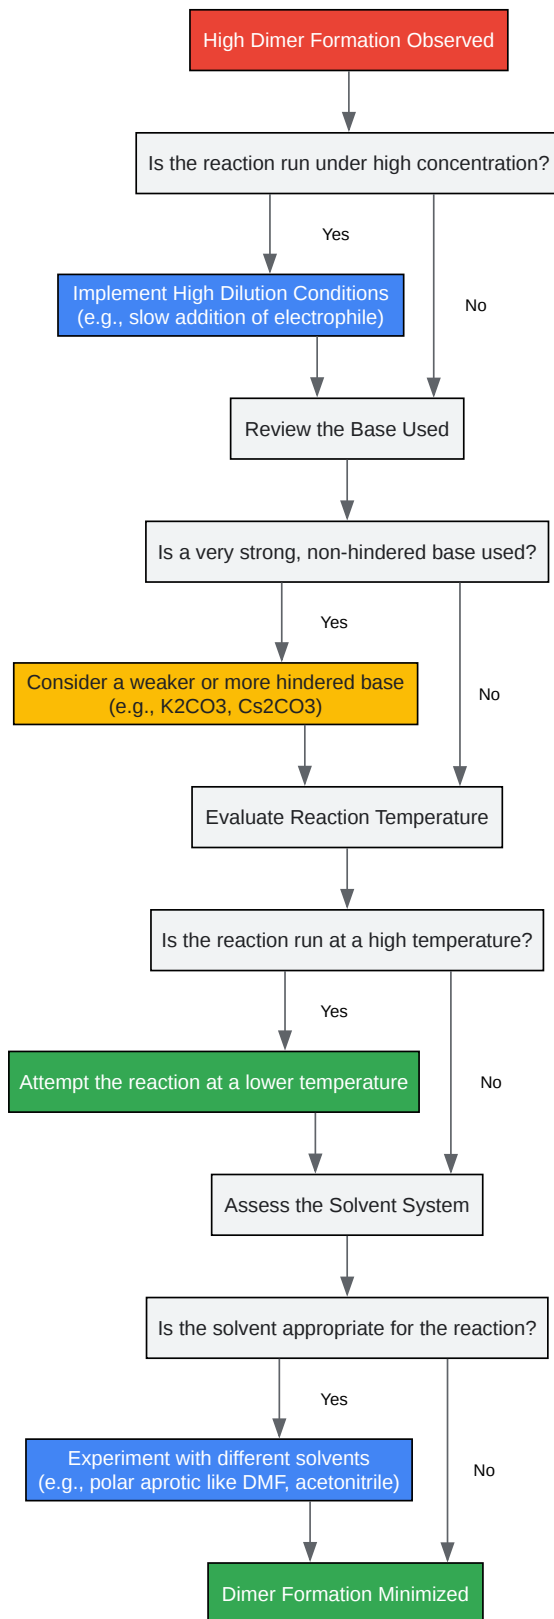 High Dimer Formation Observed
Is the reaction run under high concentration?
Yes
Implement High Dilution Conditions
(e.g., slow addition of electrophile)
No
Review the Base Used
Is a very strong, non-hindered base used?
Yes
Consider a weaker or more hindered base
(e.g., K2CO3, Cs2CO3)
No
Evaluate Reaction Temperature
Is the reaction run at a high temperature?
Yes
Attempt the reaction at a lower temperature
No
Assess the Solvent System
Is the solvent appropriate for the reaction?
Yes
Experiment with different solvents
(e.g., polar aprotic like DMF, acetonitrile)
No
Dimer Formation Minimized